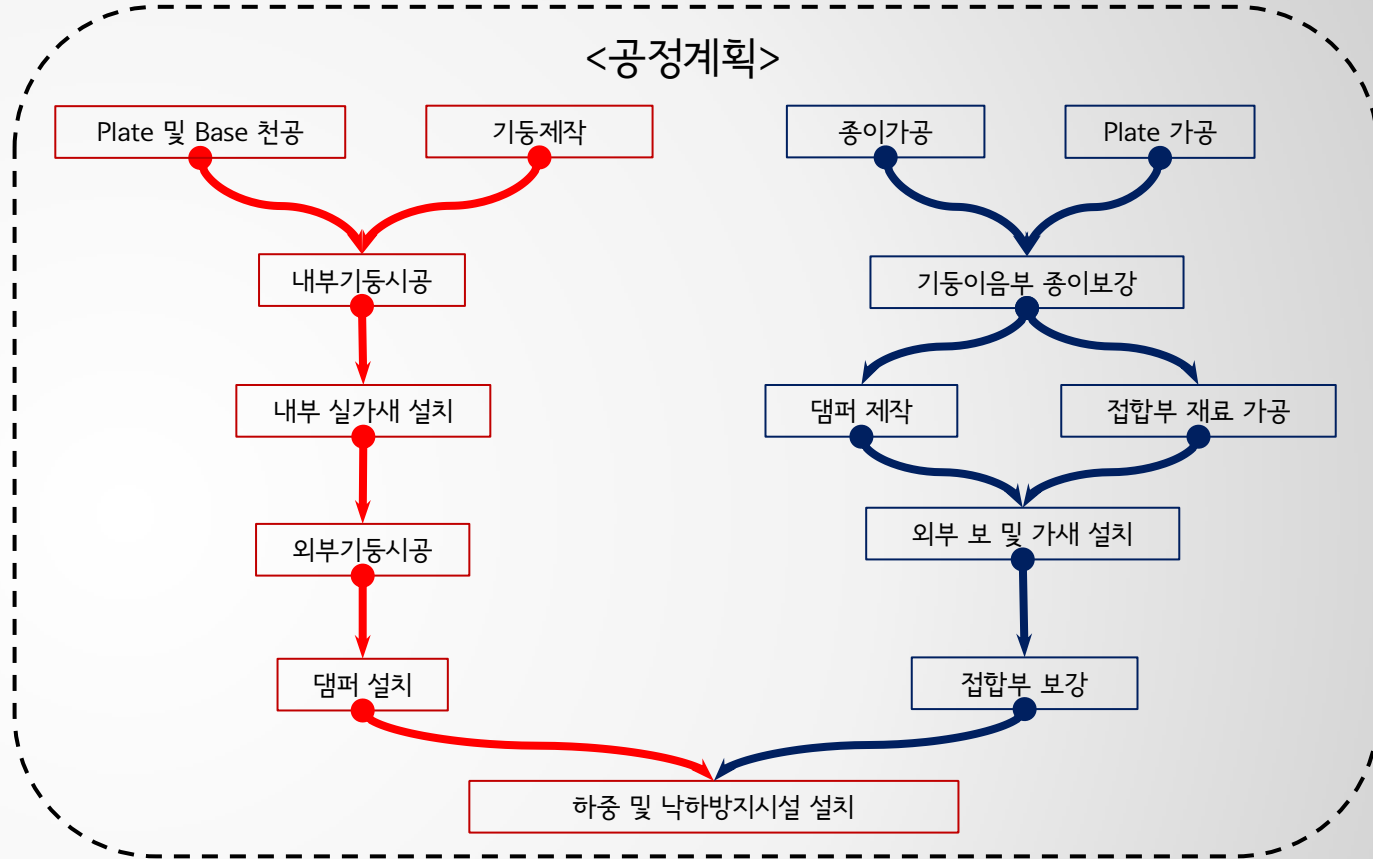 <공정계획>
Plate 및 Base 천공
기둥제작
종이가공
Plate 가공
내부기둥시공
기둥이음부 종이보강
내부 실가새 설치
댐퍼 제작
접합부 재료 가공
외부기둥시공
외부 보 및 가새 설치
댐퍼 설치
접합부 보강
하중 및 낙하방지시설 설치